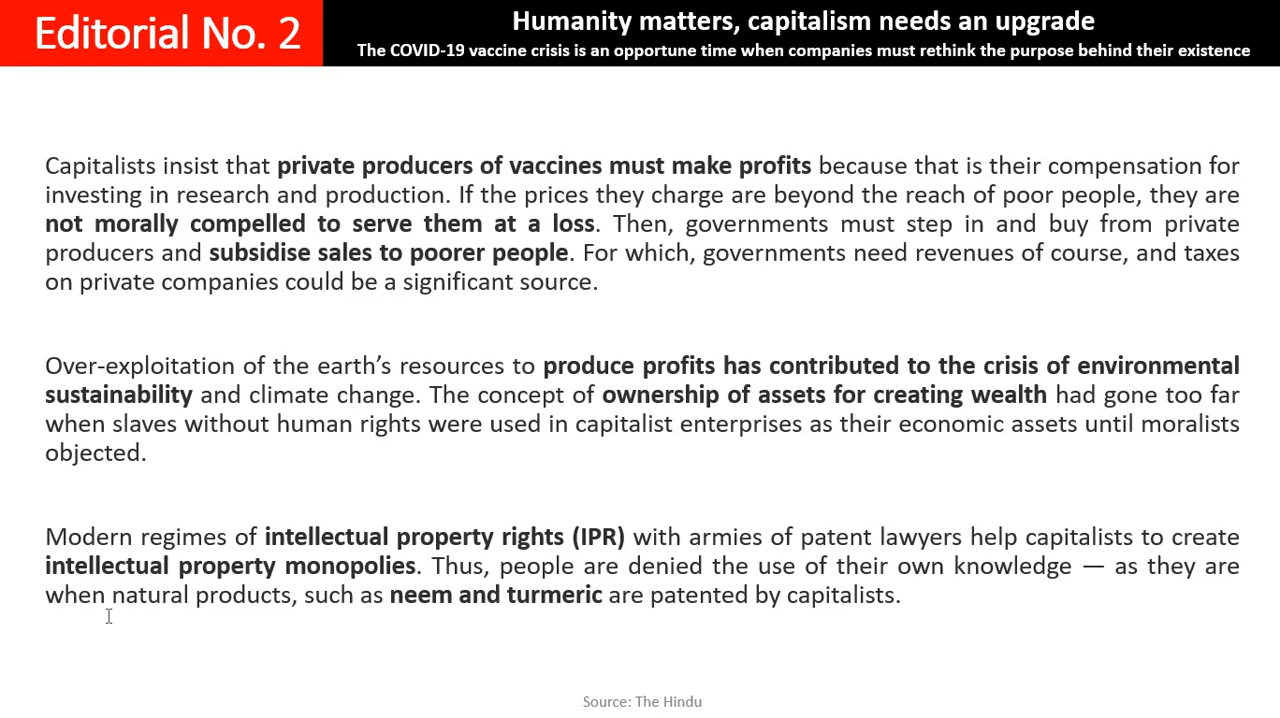 Editorial No. 2
Humanity matters, capitalism needs an upgrade
The COVID-19 vaccine crisis is an opportune time when companies must rethink the purpose behind their existence
Capitalists insist that private producers of vaccines must make profits because that is their compensation for
investing in research and production. If the prices they charge are beyond the reach of poor people, they are
not morally compelled to serve them at a loss. Then, governments must step in and buy from private
producers and subsidise sales to poorer people. For which, governments need revenues of course, and taxes
on private companies could be a significant source.
Over-exploitation of the earth’s resources to produce profits has contributed to the crisis of environmental
sustainability and climate change. The concept of ownership of assets for creating wealth had gone too far
when slaves without human rights were used in capitalist enterprises as their economic assets until moralists
objected.
Modern regimes of intellectual property rights (IPR) with armies of patent lawyers help capitalists to create
intellectual property monopolies. Thus, people are denied the use of their own knowledge — as they are
when natural products, such as neem and turmeric are patented by capitalists.
Source: The Hindu